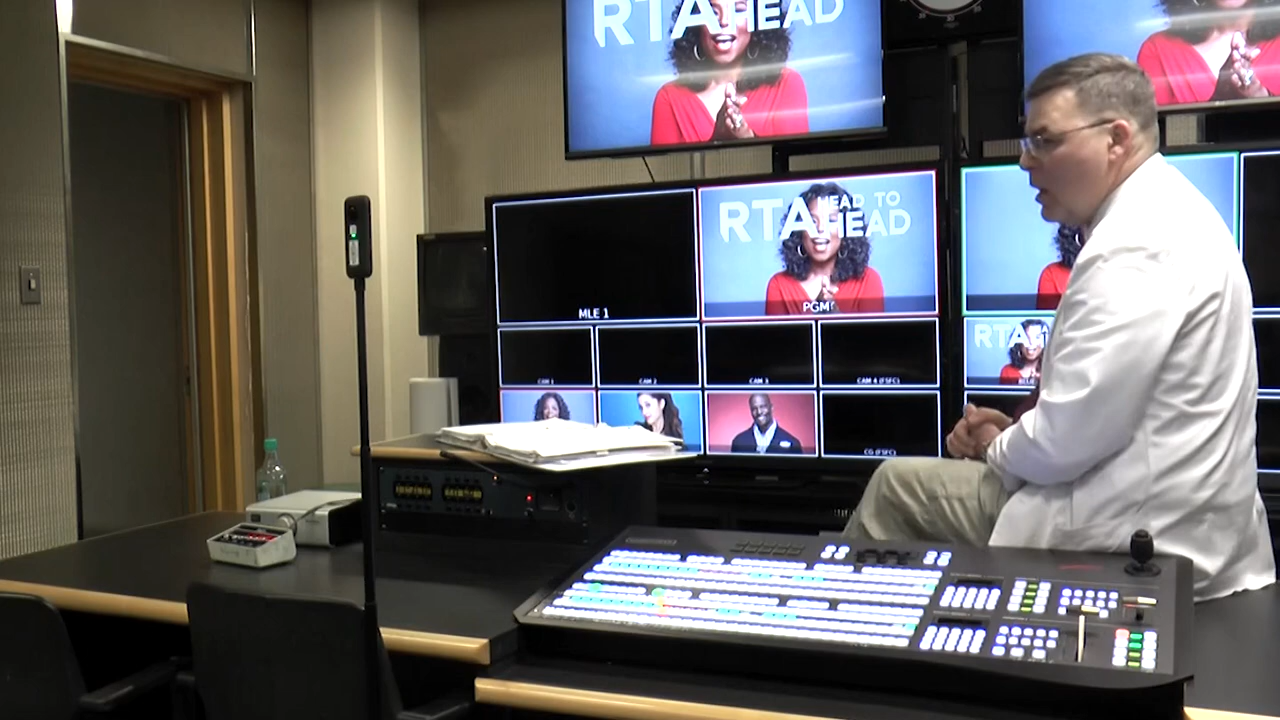 RTA HEAD
RTA HEAD TO
HEAD
MLE 1
PGM
CAM 1
CAM 2
CAM 3
CAM 4 (FSFC)
CG (FSFC)
RTA